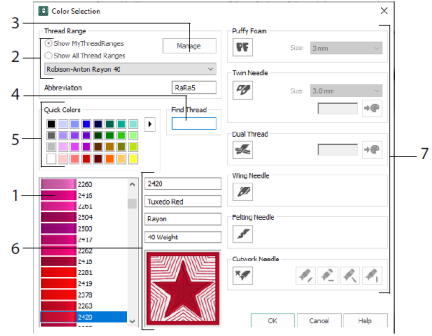 Color Selection
3
Thread Range
Show MyThreadRanges
Show All Thread Ranges
Manage
2
Robison-Anton Rayon 40
Abbreviation
RaRa5
4
Quick Colors
Find Thread
5
1
2260
2416
2261
2504
2500
2417
2262
2418
2281
2419
2378
2263
2420
6
2420
Tuxedo Red
Rayon
40 Weight
Puffy Foam
Size:
3 mm
Twin Needle
Size:
3.0 mm
Dual Thread
7
Wing Needle
Felting Needle
Cutwork Needle
OK
Cancel
Help